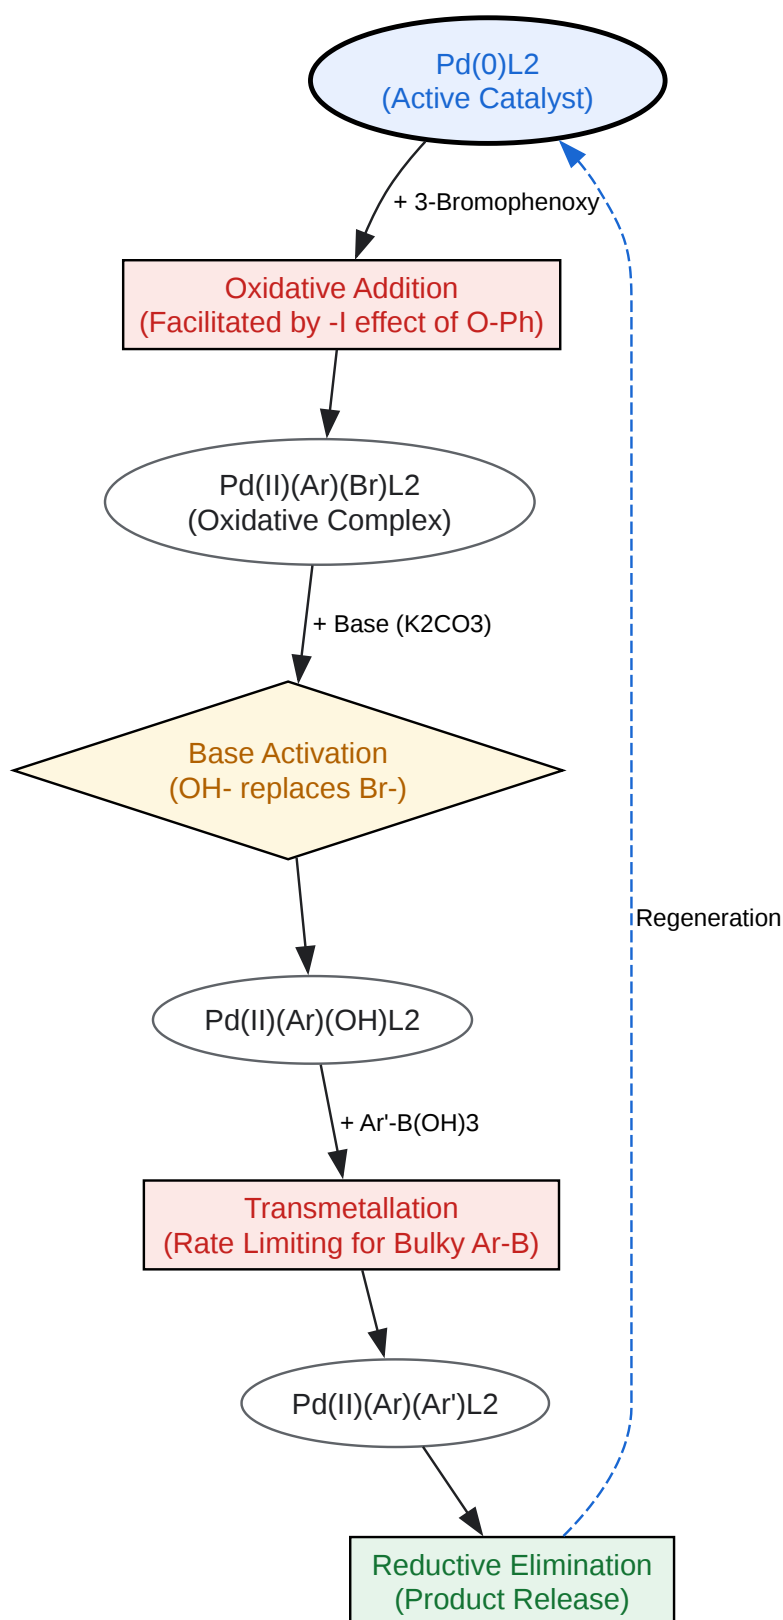 Pd(0)L2
(Active Catalyst)
+ 3-Bromophenoxy
Oxidative Addition
(Facilitated by -I effect of O-Ph)
Pd(II)(Ar)(Br)L2
(Oxidative Complex)
+ Base (K2CO3)
Base Activation
(OH- replaces Br-)
Regeneration
Pd(II)(Ar)(OH)L2
+ Ar'-B(OH)3
Transmetallation
(Rate Limiting for Bulky Ar-B)
Pd(II)(Ar)(Ar')L2
Reductive Elimination
(Product Release)